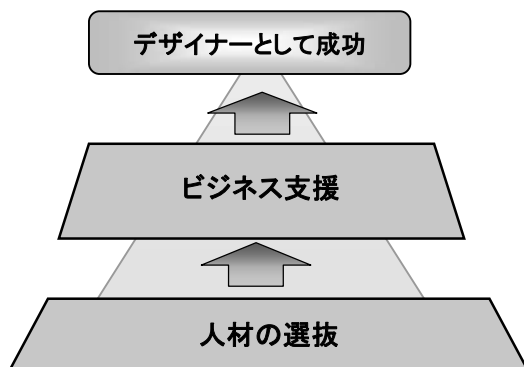 デザイナーとして成功
ビジネス支援
人材の選抜